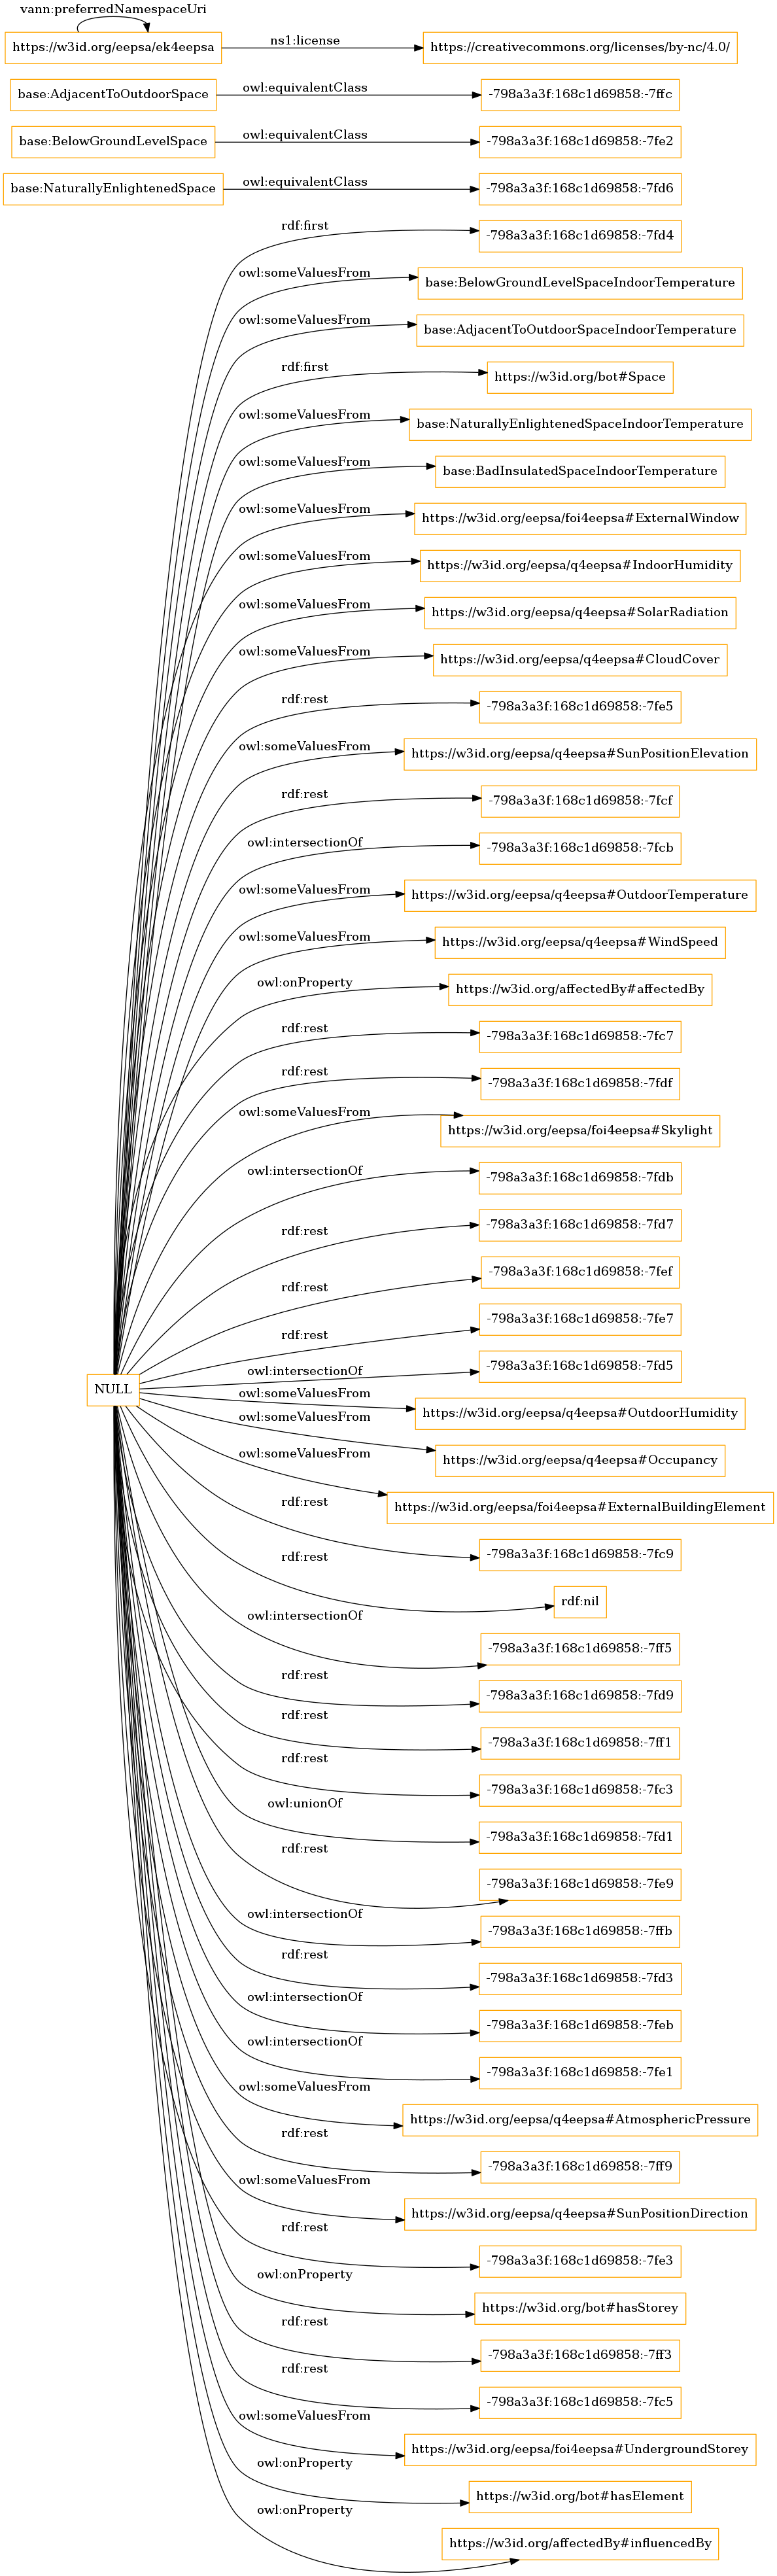 vann:preferredNamespaceUri
https://w3id.org/eepsa/ek4eepsa
ns1:license
https://creativecommons.org/licenses/by-nc/4.0/
base:AdjacentToOutdoorSpace
owl:equivalentClass
-798a3a3f:168c1d69858:-7ffc
base:BelowGroundLevelSpace
owl:equivalentClass
-798a3a3f:168c1d69858:-7fe2
base:NaturallyEnlightenedSpace
owl:equivalentClass
-798a3a3f:168c1d69858:-7fd6
rdf:first
-798a3a3f:168c1d69858:-7fd4
owl:someValuesFrom
base:BelowGroundLevelSpaceIndoorTemperature
owl:someValuesFrom
base:AdjacentToOutdoorSpaceIndoorTemperature
rdf:first
https://w3id.org/bot#Space
owl:someValuesFrom
base:NaturallyEnlightenedSpaceIndoorTemperature
owl:someValuesFrom
base:BadInsulatedSpaceIndoorTemperature
owl:someValuesFrom
https://w3id.org/eepsa/foi4eepsa#ExternalWindow
owl:someValuesFrom
https://w3id.org/eepsa/q4eepsa#IndoorHumidity
owl:someValuesFrom
https://w3id.org/eepsa/q4eepsa#SolarRadiation
owl:someValuesFrom
https://w3id.org/eepsa/q4eepsa#CloudCover
rdf:rest
-798a3a3f:168c1d69858:-7fe5
owl:someValuesFrom
https://w3id.org/eepsa/q4eepsa#SunPositionElevation
rdf:rest
-798a3a3f:168c1d69858:-7fcf
owl:intersectionOf
-798a3a3f:168c1d69858:-7fcb
owl:someValuesFrom
https://w3id.org/eepsa/q4eepsa#OutdoorTemperature
owl:someValuesFrom
https://w3id.org/eepsa/q4eepsa#WindSpeed
owl:onProperty
https://w3id.org/affectedBy#affectedBy
rdf:rest
-798a3a3f:168c1d69858:-7fc7
rdf:rest
-798a3a3f:168c1d69858:-7fdf
owl:someValuesFrom
https://w3id.org/eepsa/foi4eepsa#Skylight
owl:intersectionOf
-798a3a3f:168c1d69858:-7fdb
rdf:rest
-798a3a3f:168c1d69858:-7fd7
rdf:rest
-798a3a3f:168c1d69858:-7fef
rdf:rest
-798a3a3f:168c1d69858:-7fe7
owl:intersectionOf
-798a3a3f:168c1d69858:-7fd5
NULL
owl:someValuesFrom
https://w3id.org/eepsa/q4eepsa#OutdoorHumidity
owl:someValuesFrom
https://w3id.org/eepsa/q4eepsa#Occupancy
owl:someValuesFrom
https://w3id.org/eepsa/foi4eepsa#ExternalBuildingElement
rdf:rest
-798a3a3f:168c1d69858:-7fc9
rdf:rest
rdf:nil
owl:intersectionOf
-798a3a3f:168c1d69858:-7ff5
rdf:rest
-798a3a3f:168c1d69858:-7fd9
rdf:rest
-798a3a3f:168c1d69858:-7ff1
rdf:rest
-798a3a3f:168c1d69858:-7fc3
owl:unionOf
-798a3a3f:168c1d69858:-7fd1
rdf:rest
-798a3a3f:168c1d69858:-7fe9
owl:intersectionOf
-798a3a3f:168c1d69858:-7ffb
rdf:rest
-798a3a3f:168c1d69858:-7fd3
owl:intersectionOf
-798a3a3f:168c1d69858:-7feb
owl:intersectionOf
-798a3a3f:168c1d69858:-7fe1
owl:someValuesFrom
https://w3id.org/eepsa/q4eepsa#AtmosphericPressure
rdf:rest
-798a3a3f:168c1d69858:-7ff9
owl:someValuesFrom
https://w3id.org/eepsa/q4eepsa#SunPositionDirection
rdf:rest
-798a3a3f:168c1d69858:-7fe3
owl:onProperty
https://w3id.org/bot#hasStorey
rdf:rest
-798a3a3f:168c1d69858:-7ff3
rdf:rest
-798a3a3f:168c1d69858:-7fc5
owl:someValuesFrom
https://w3id.org/eepsa/foi4eepsa#UndergroundStorey
owl:onProperty
https://w3id.org/bot#hasElement
owl:onProperty
https://w3id.org/affectedBy#influencedBy